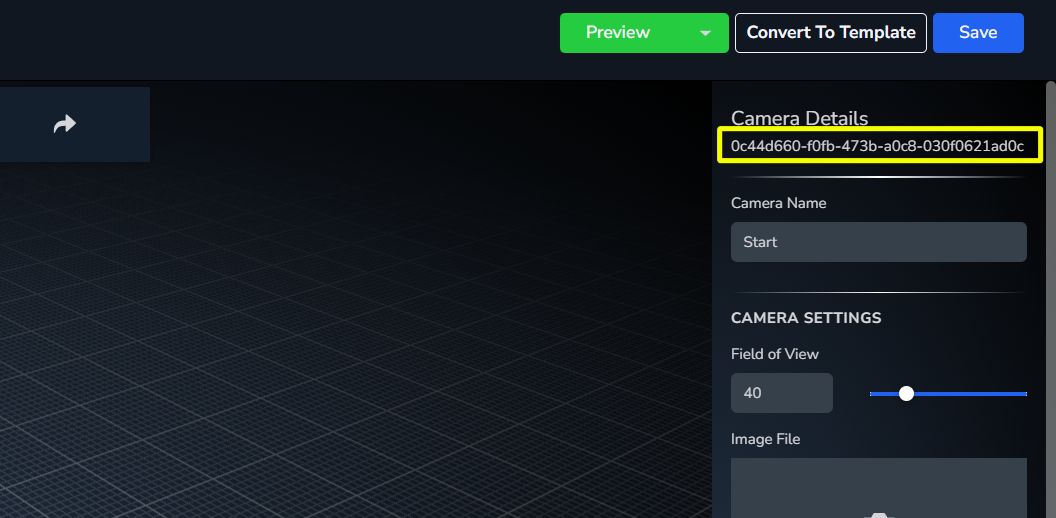 Preview
Convert To Template
Save
Camera Details
0c44d660-f0fb-473b-a0c8-030f0621ad0c
Camera Name
Start
CAMERA SETTINGS
Field of View
40
Image File